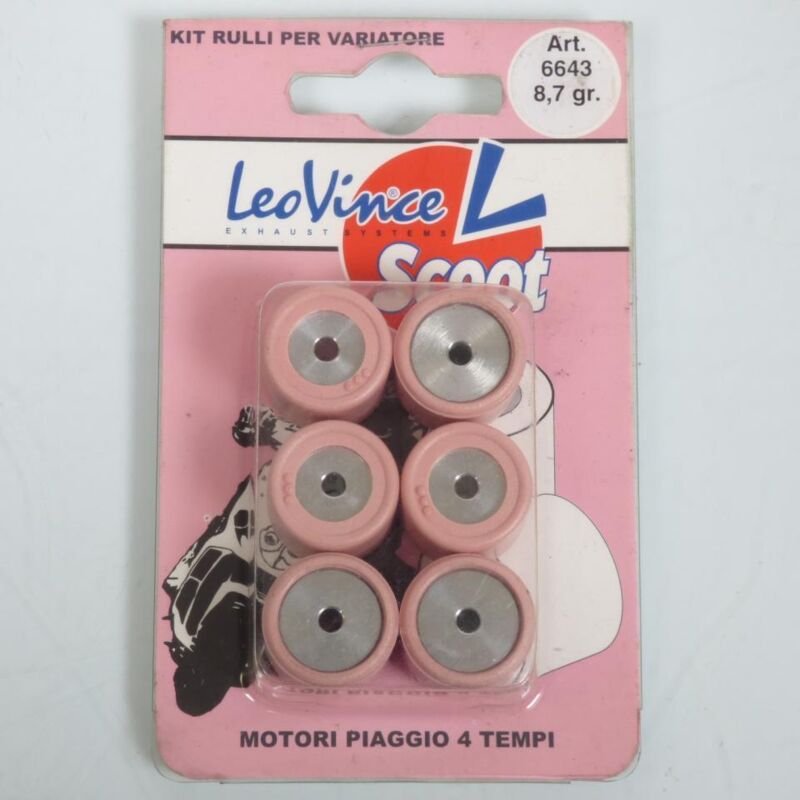 KIT RULLI PER VARIATORE
Art.
6643
8,7 gr.
LeoVince®
EXHAUST SYSTEMS
Scoot
MOTORI PIAGGIO 4 TEMPI